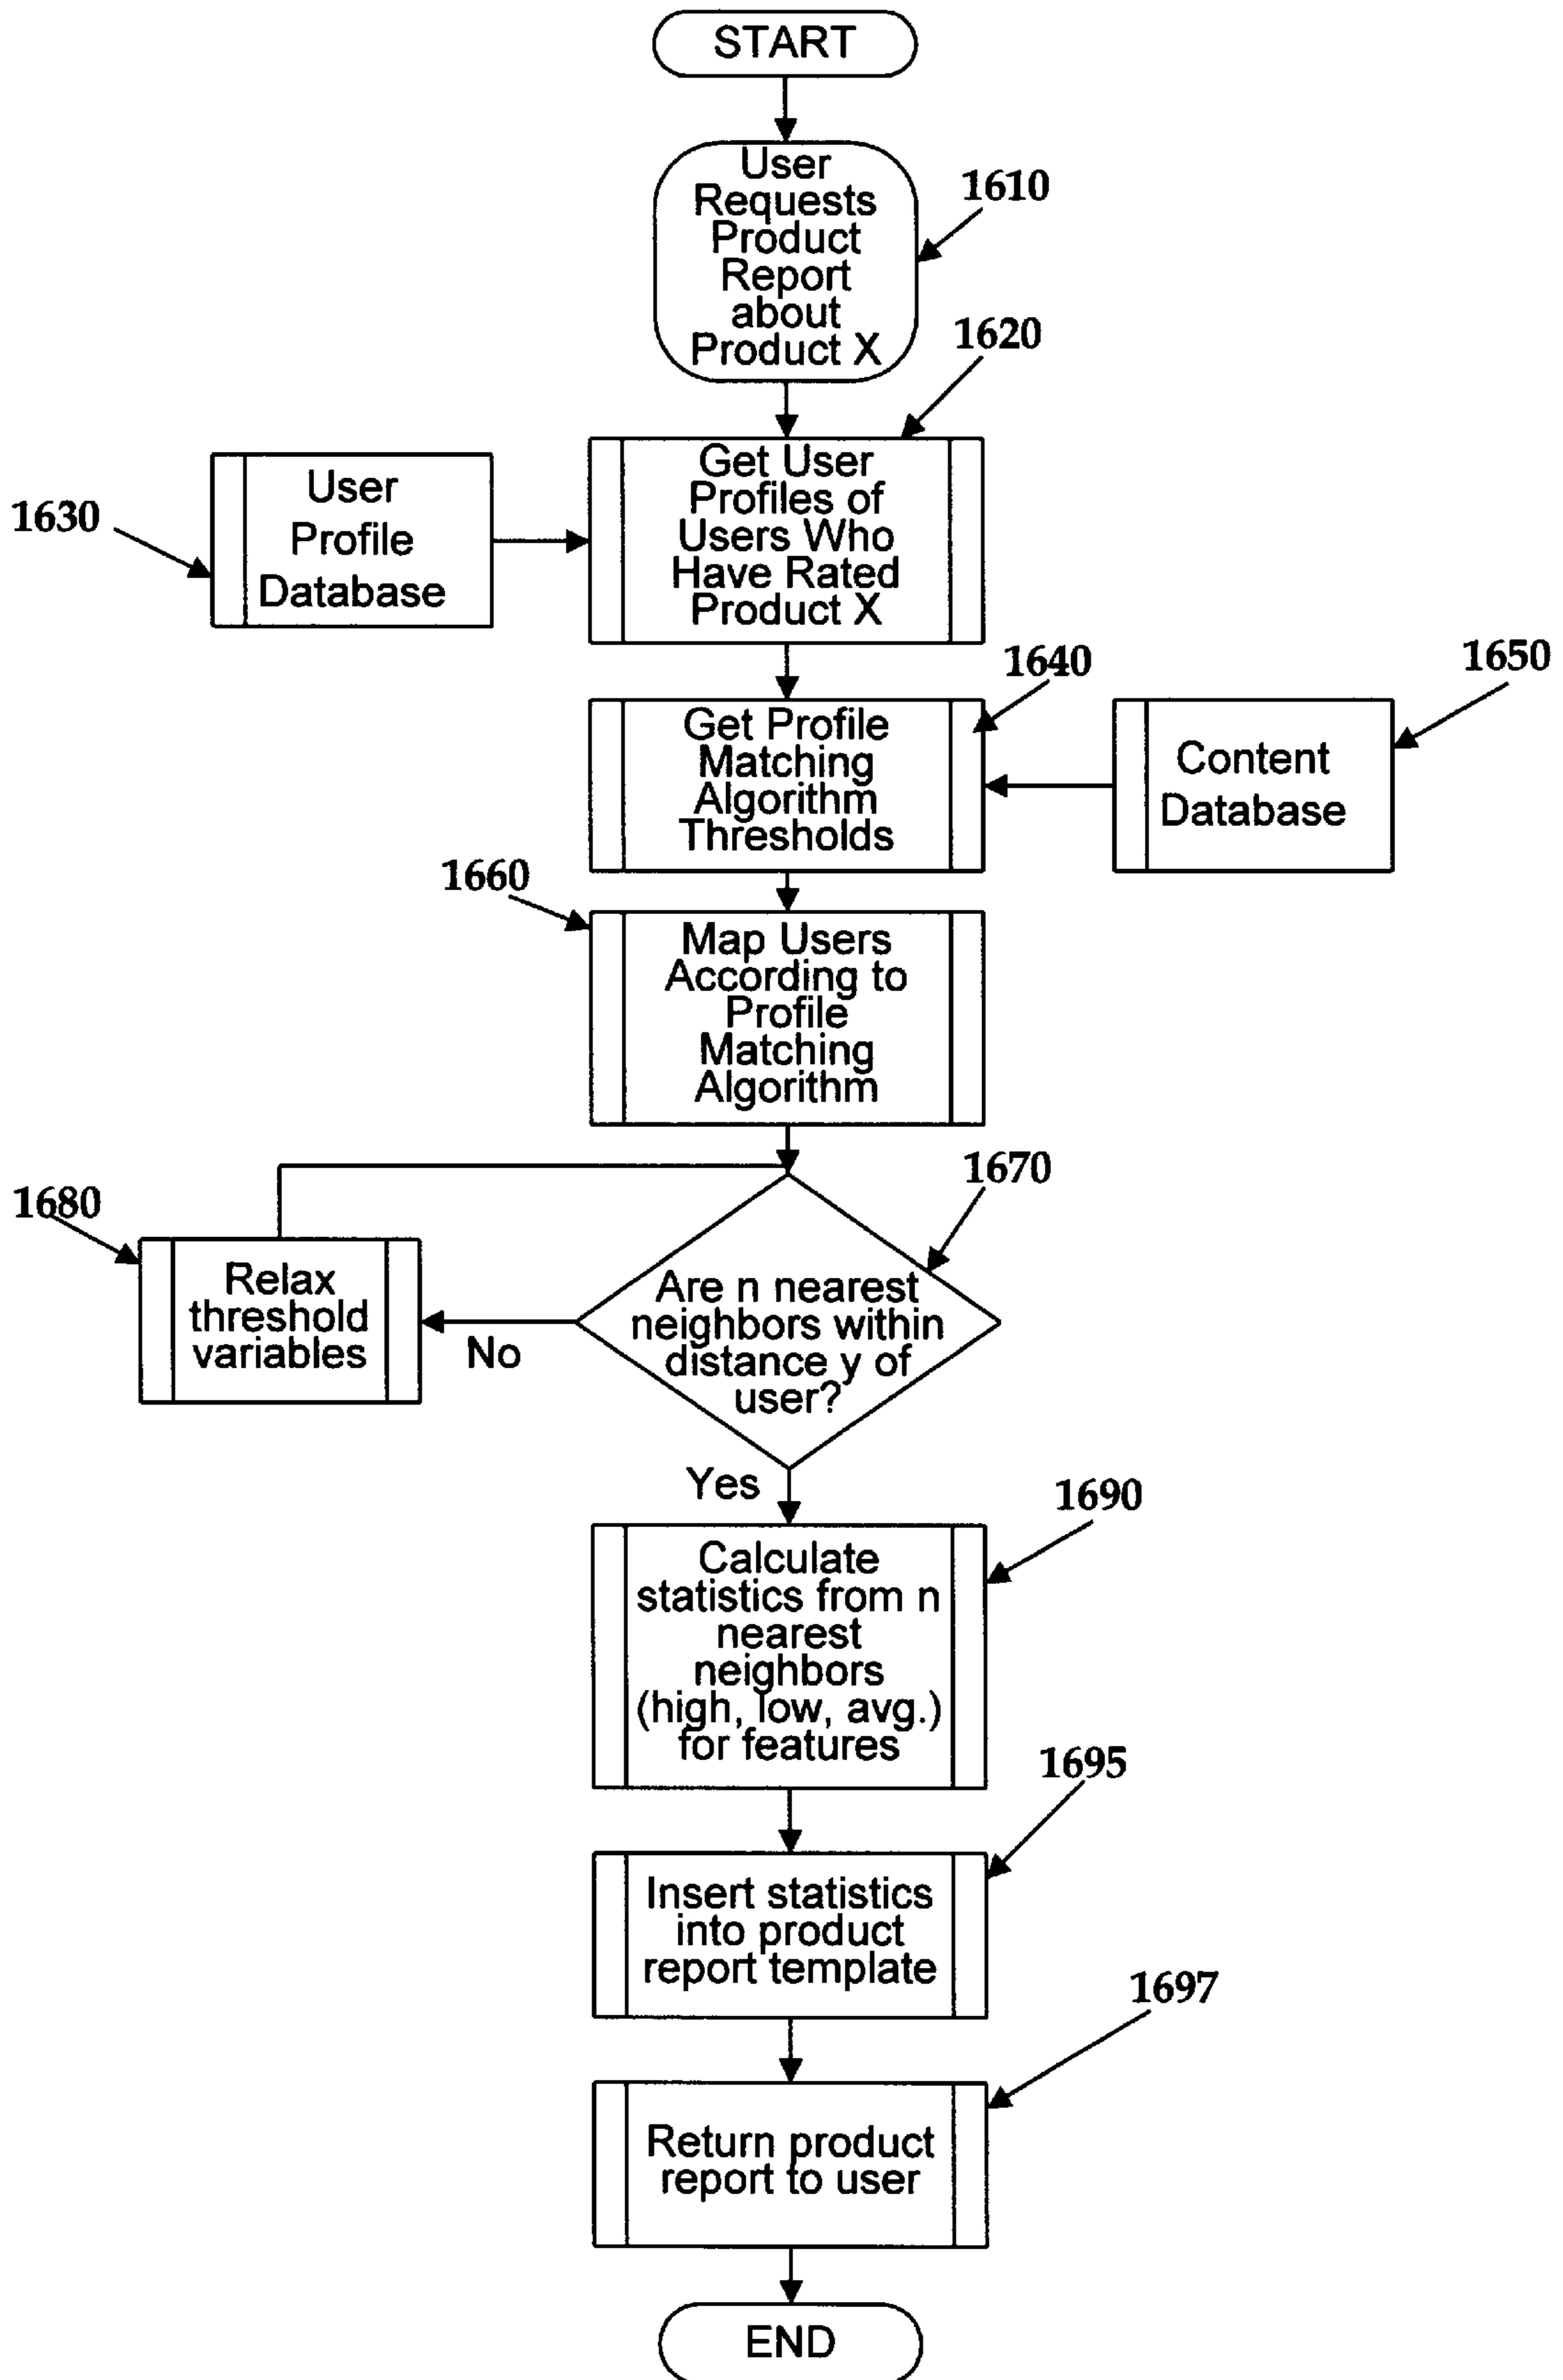 START
User
Requests
Product
Report
about
Product X
1610
1620
Get User
Profiles of
Users Who
Have Rated
Product X
User
Profile
Database
1630
1640
1650
Get Profile
Matching
Algorithm
Thresholds
Content
Database
1660
Map Users
According to
Profile
Matching
Algorithm
1670
1680
Relax
threshold
variables
No
Are n nearest
neighbors within
distance y of
user?
Yes
1690
Calculate
statistics from n
nearest
neighbors
(high, low, avg.)
for features
1695
Insert statistics
into product
report template
1697
Return product
report to user
END